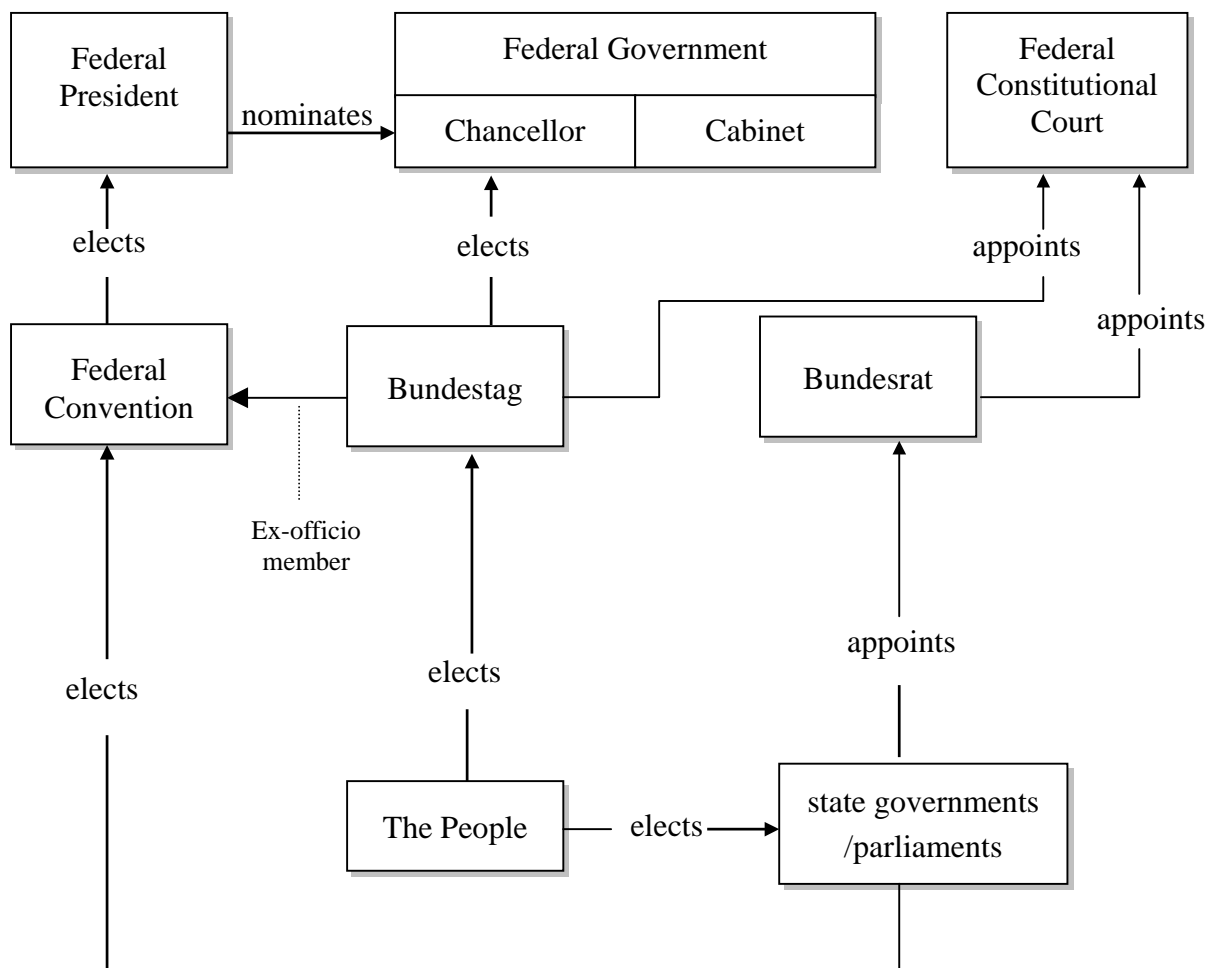 Federal
President
nominates
Federal Government
Chancellor
Cabinet
Federal
Constitutional
Court
elects
elects
appoints
appoints
Federal
Convention
Bundestag
Bundesrat
Ex-officio
member
elects
elects
appoints
The People
elects
state governments
/parliaments